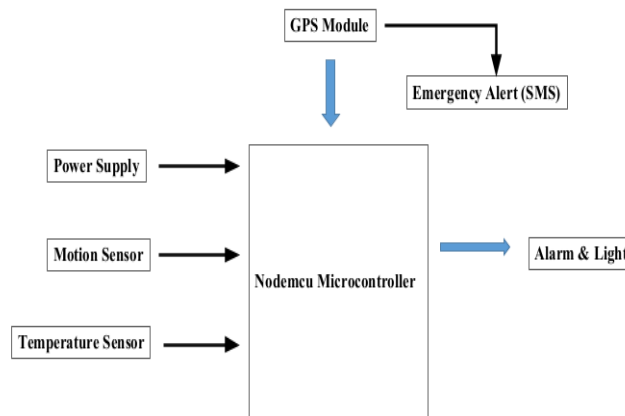 GPS Module
Emergency Alert (SMS)
Power Supply
Motion Sensor
Nodemcu Microcontroller
Alarm & Light
Temperature Sensor